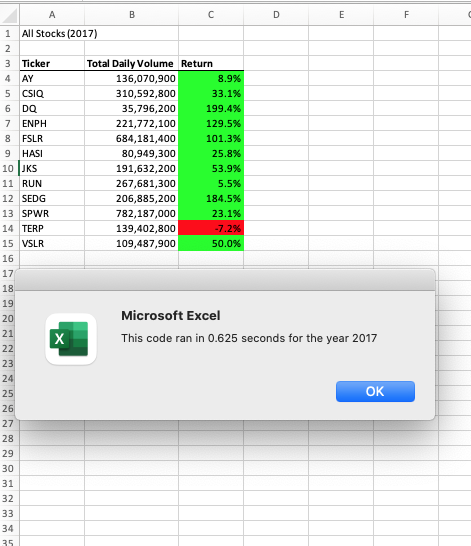 A B C D E F
1 All Stocks (2017)
2
3 Ticker Total Daily Volume Return
4 AY 136,070,900 8.9%
5 CSIQ 310,592,800 33.1%
6 DQ 35,796,200 199.4%
7 ENPH 221,772,100 129.5%
8 FSLR 684,181,400 101.3%
9 HASI 80,949,300 25.8%
10 JKS 191,632,200 53.9%
11 RUN 267,681,300 5.5%
12 SEDG 206,885,200 184.5%
13 SPWR 782,187,000 23.1%
14 TERP 139,402,800 -7.2%
15 VSLR 109,487,900 50.0%
16
17
18
19
20
21
22
23
24
25
26
27
28
29
30
31
32
33
34
35
X
Microsoft Excel
This code ran in 0.625 seconds for the year 2017
OK